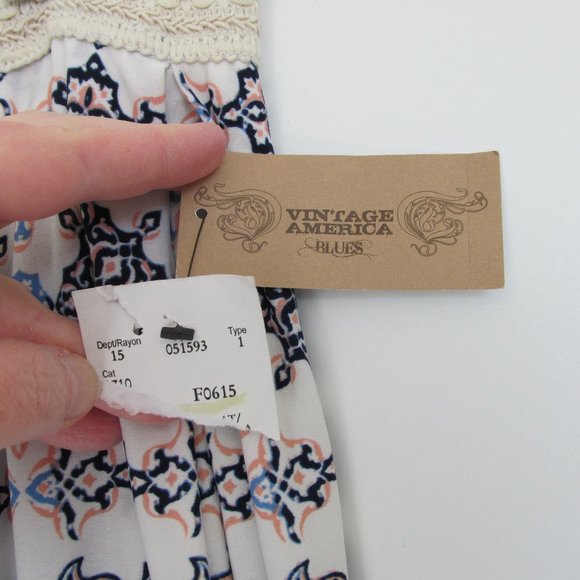 VINTAGE
AMERICA
BLUES
Dept/Rayon 051593 Type
15 1
Cat
F0615